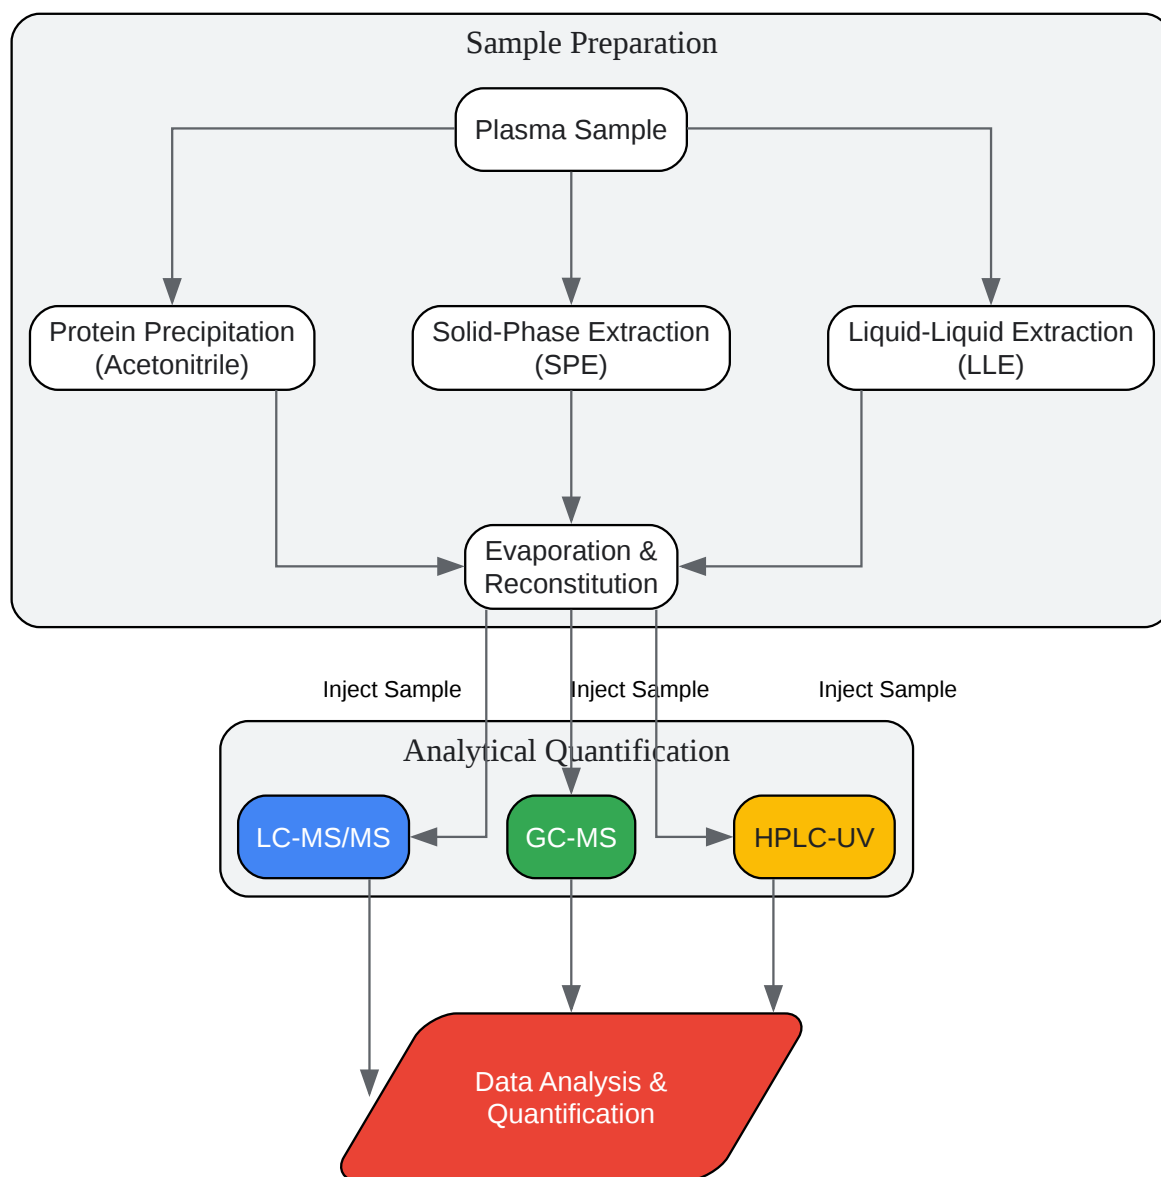 Sample Preparation
Plasma Sample
Protein Precipitation
(Acetonitrile)
Solid-Phase Extraction
(SPE)
Liquid-Liquid Extraction
(LLE)
Evaporation &
Reconstitution
Inject Sample
Inject Sample
Inject Sample
Analytical Quantification
LC-MS/MS
GC-MS
HPLC-UV
Data Analysis &
Quantification